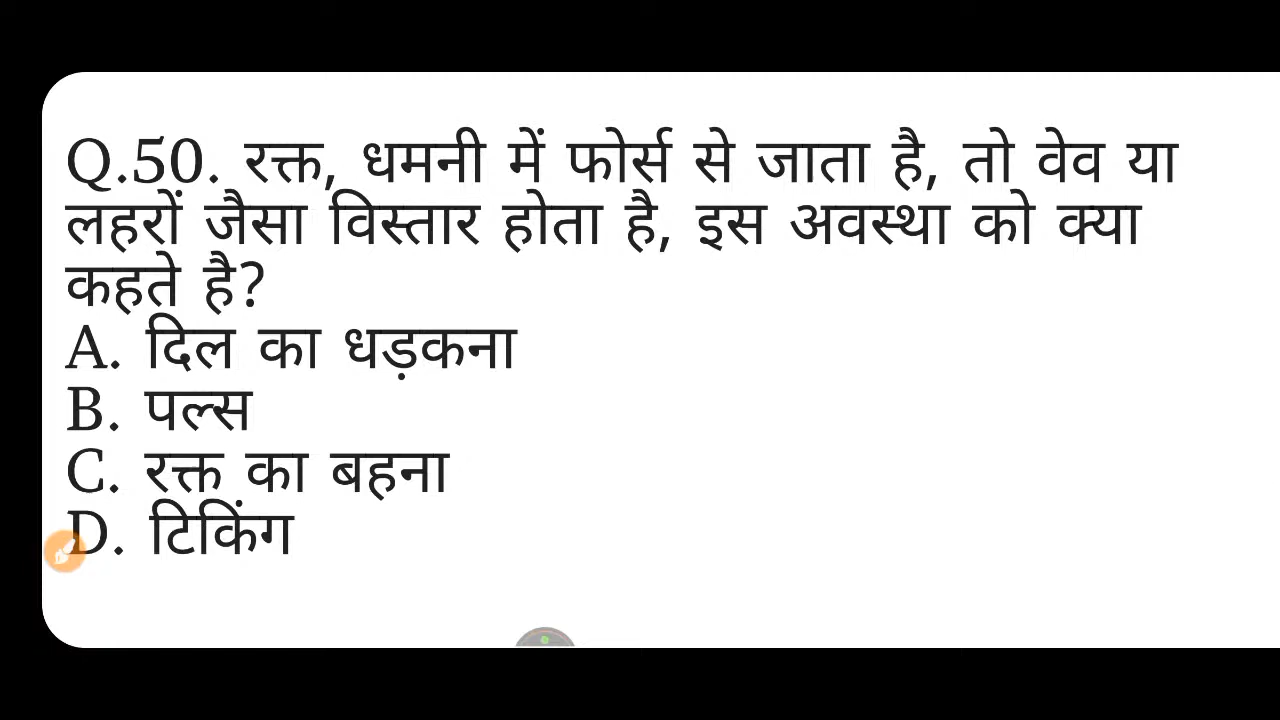 Q.50. रक्त, धमनी में फोर्स से जाता है, तो वेव या
लहरों जैसा विस्तार होता है, इस अवस्था को क्या
कहते है?
A. दिल का धड़कना
B. पल्स
C. रक्त का बहना
D. टिकिंग